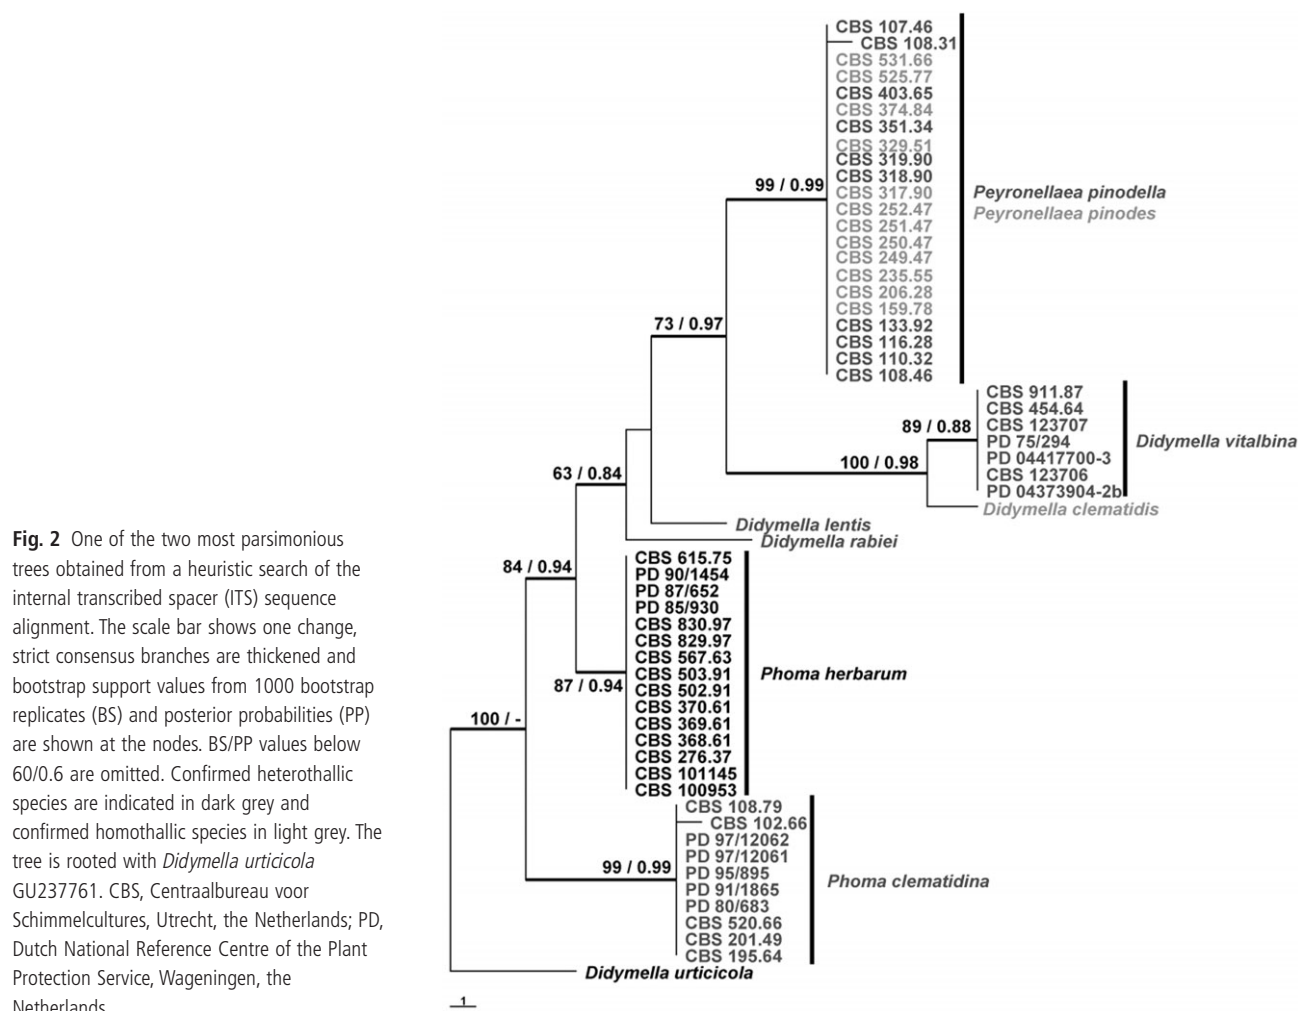 CBS 107.46
CBS 108.31
CBS 531.66
CBS 525.77
CBS 403.65
CBS 374.84
CBS 351.34
CBS 329.51
CBS 319.90
CBS 318.90
99 / 0.99
CBS 317.90
Peyronellaea pinodella
CBS 252.47
Peyronellaea pinodes
CBS 251.47
CBS 250.47
CBS 249.47
CBS 235.55
CBS 206.28
CBS 159.78
73 / 0.97
CBS 133.92
CBS 116.28
CBS 110.32
CBS 108.46
CBS 911.87
CBS 454.64
89 / 0.88
CBS 123707
PD 75/294
Didymella vitalbina
PD 04417700-3
100 / 0.98
CBS 123706
63 / 0.84
PD 04373904-2b
Didymella clematidis
Didymella lentis
Didymella rabiei
Fig. 2 One of the two most parsimonious
trees obtained from a heuristic search of the
internal transcribed spacer (ITS) sequence
alignment. The scale bar shows one change,
strict consensus branches are thickened and
bootstrap support values from 1000 bootstrap
replicates (BS) and posterior probabilities (PP)
are shown at the nodes. BS/PP values below
60/0.6 are omitted. Confirmed heterothallic
species are indicated in dark grey and
confirmed homothallic species in light grey. The
tree is rooted with Didymella urticicola
GU237761. CBS, Centraalbureau voor
Schimmelcultures, Utrecht, the Netherlands; PD,
Dutch National Reference Centre of the Plant
Protection Service, Wageningen, the
Netherlands
84 / 0.94
CBS 615.75
PD 90/1454
PD 87/652
PD 85/930
CBS 830.97
CBS 829.97
CBS 567.63
CBS 503.91
Phoma herbarum
87 / 0.94
CBS 502.91
CBS 370.61
CBS 369.61
100 / -
CBS 368.61
CBS 276.37
CBS 101145
CBS 100953
CBS 108.79
CBS 102.66
PD 97/12062
PD 97/12061
99 / 0.99
PD 95/895
Phoma clematidina
PD 91/1865
PD 80/683
CBS 520.66
CBS 201.49
CBS 195.64
Didymella urticicola
1